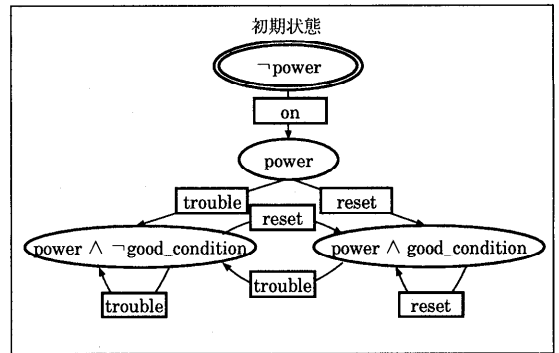 初期状態
¬power
on
power
trouble
reset
reset
power ∧ ¬good_condition
power ∧ good_condition
trouble
trouble
reset